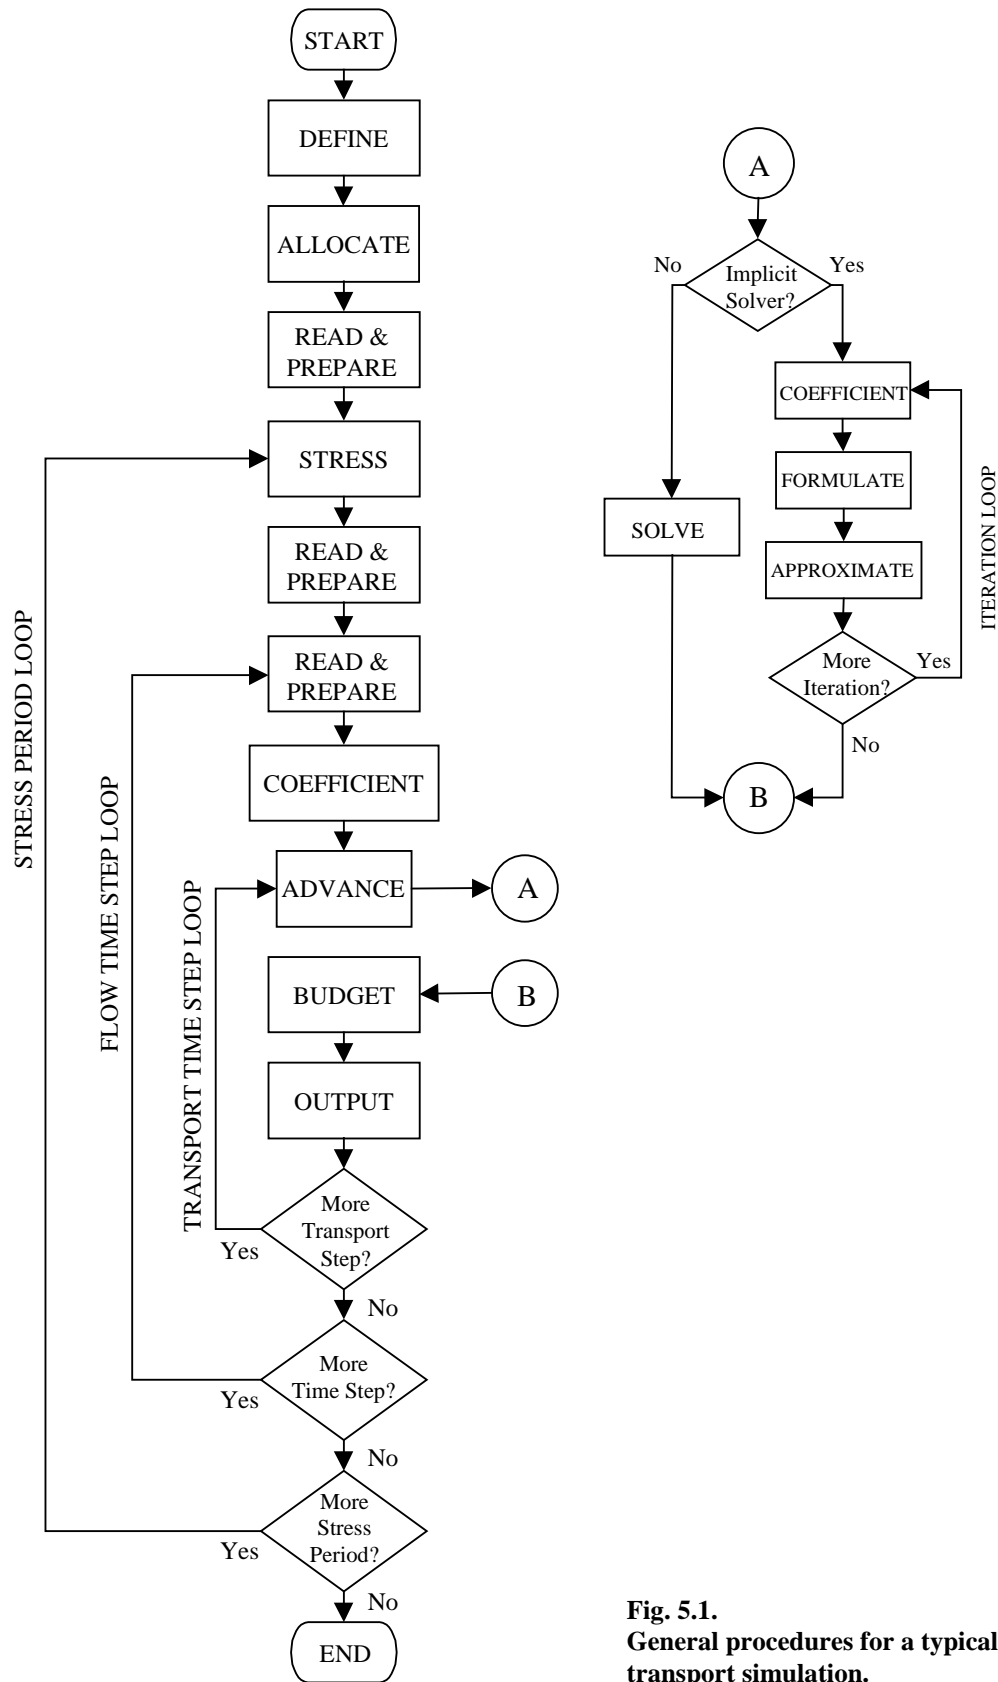 START
DEFINE
ALLOCATE
READ &
PREPARE
STRESS
READ &
PREPARE
READ &
PREPARE
COEFFICIENT
ADVANCE
A
B
BUDGET
OUTPUT
More
Transport
Step?
Yes
No
More
Time Step?
Yes
No
More
Stress
Period?
Yes
No
END
STRESS PERIOD LOOP
FLOW TIME STEP LOOP
TRANSPORT TIME STEP LOOP
A
Implicit
Solver?
No
Yes
SOLVE
COEFFICIENT
FORMULATE
APPROXIMATE
More
Iteration?
Yes
No
ITERATION LOOP
B
Fig. 5.1.
General procedures for a typical
transport simulation.